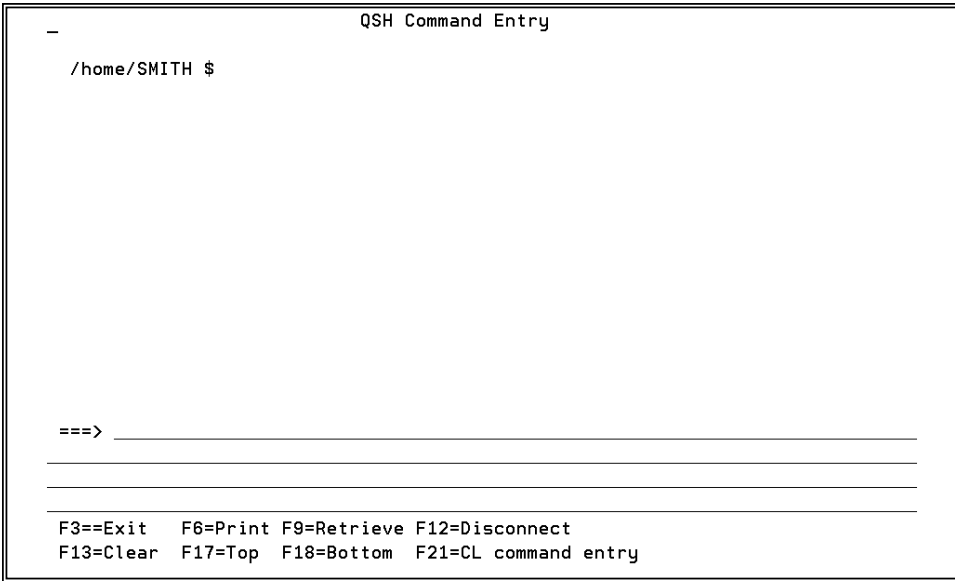 QSH Command Entry
/home/SMITH $
===>
F3==Exit F6=Print F9=Retrieve F12=Disconnect
F13=Clear F17=Top F18=Bottom F21=CL command entry